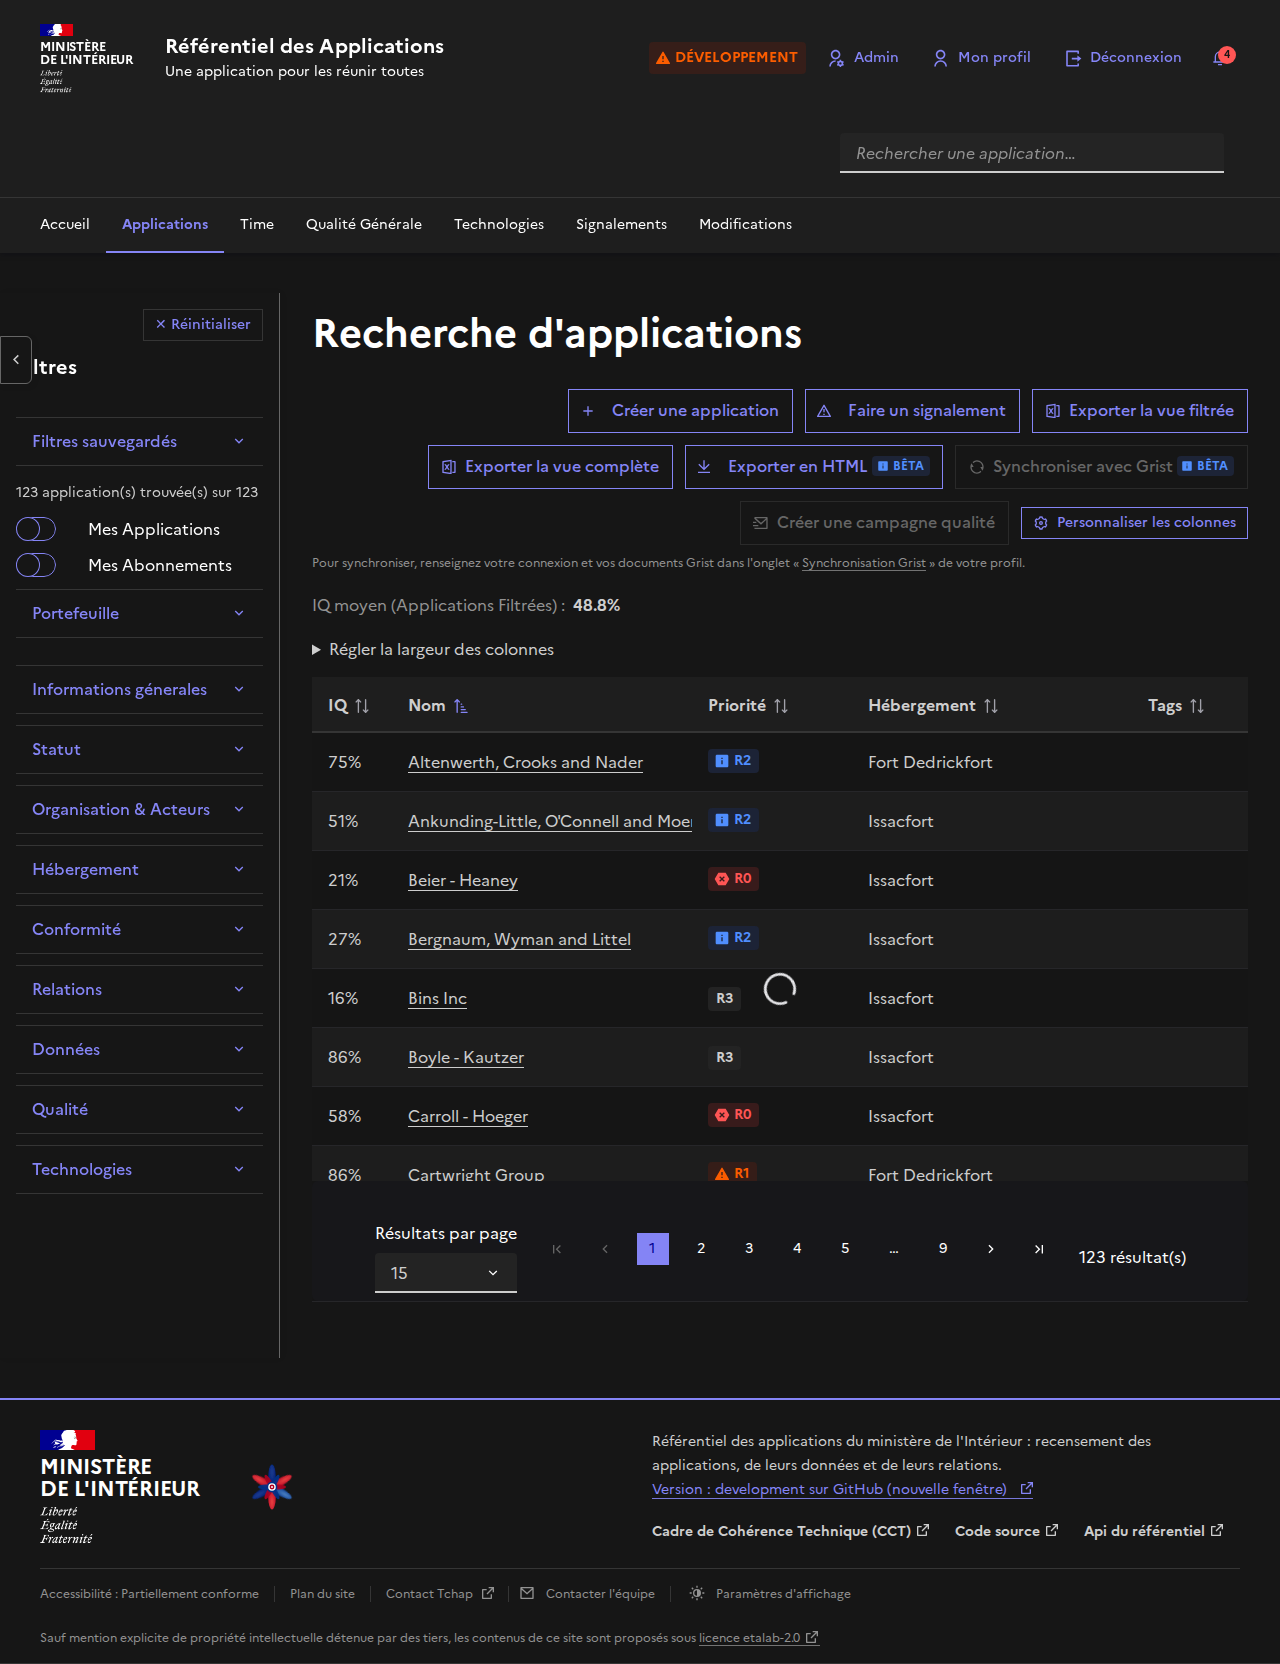 MINISTÈRE
DE L'INTÉRIEUR
Liberté
Égalité
Fraternité
Référentiel des Applications
Une application pour les réunir toutes
DÉVELOPPEMENT
Admin
Mon profil
Déconnexion
4
Rechercher une application…
Accueil
Applications
Time
Qualité Générale
Technologies
Signalements
Modifications
Réinitialiser
ltres
Filtres sauvegardés
123 application(s) trouvée(s) sur 123
Mes Applications
Mes Abonnements
Portefeuille
Informations génerales
Statut
Organisation & Acteurs
Hébergement
Conformité
Relations
Données
Qualité
Technologies
Recherche d'applications
Créer une application
Faire un signalement
Exporter la vue filtrée
Exporter la vue complète
Exporter en HTML BÊTA
Synchroniser avec Grist BÊTA
Créer une campagne qualité
Personnaliser les colonnes
Pour synchroniser, renseignez votre connexion et vos documents Grist dans l'onglet « Synchronisation Grist » de votre profil.
IQ moyen (Applications Filtrées) : 48.8%
Régler la largeur des colonnes
IQ Nom Priorité Hébergement Tags
75% Altenwerth, Crooks and Nader R2 Fort Dedrickfort
51% Ankunding-Little, O'Connell and Moen R2 Issacfort
21% Beier - Heaney R0 Issacfort
27% Bergnaum, Wyman and Littel R2 Issacfort
16% Bins Inc R3 Issacfort
86% Boyle - Kautzer R3 Issacfort
58% Carroll - Hoeger R0 Issacfort
86% Cartwright Group R1 Fort Dedrickfort
Résultats par page
15
1 2 3 4 5 … 9
123 résultat(s)
MINISTÈRE
DE L'INTÉRIEUR
Liberté
Égalité
Fraternité
Référentiel des applications du ministère de l'Intérieur : recensement des
applications, de leurs données et de leurs relations.
Version : development sur GitHub (nouvelle fenêtre)
Cadre de Cohérence Technique (CCT)
Code source
Api du référentiel
Accessibilité : Partiellement conforme
Plan du site
Contact Tchap
Contacter l'équipe
Paramètres d'affichage
Sauf mention explicite de propriété intellectuelle détenue par des tiers, les contenus de ce site sont proposés sous licence etalab-2.0